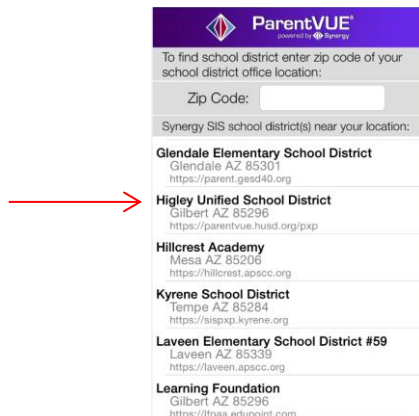 ParentVUE®
powered by Synergy
To find school district enter zip code of your
school district office location:
Zip Code:
Synergy SIS school district(s) near your location:
Glendale Elementary School District
Glendale AZ 85301
https://parent.gesd40.org
Higley Unified School District
Gilbert AZ 85296
https://parentvue.husd.org/pxp
Hillcrest Academy
Mesa AZ 85206
https://hillcrest.apscc.org
Kyrene School District
Tempe AZ 85284
https://sispxp.kyrene.org
Laveen Elementary School District #59
Laveen AZ 85339
https://laveen.apscc.org
Learning Foundation
Gilbert AZ 85296
https://lfpaa.edupoint.com